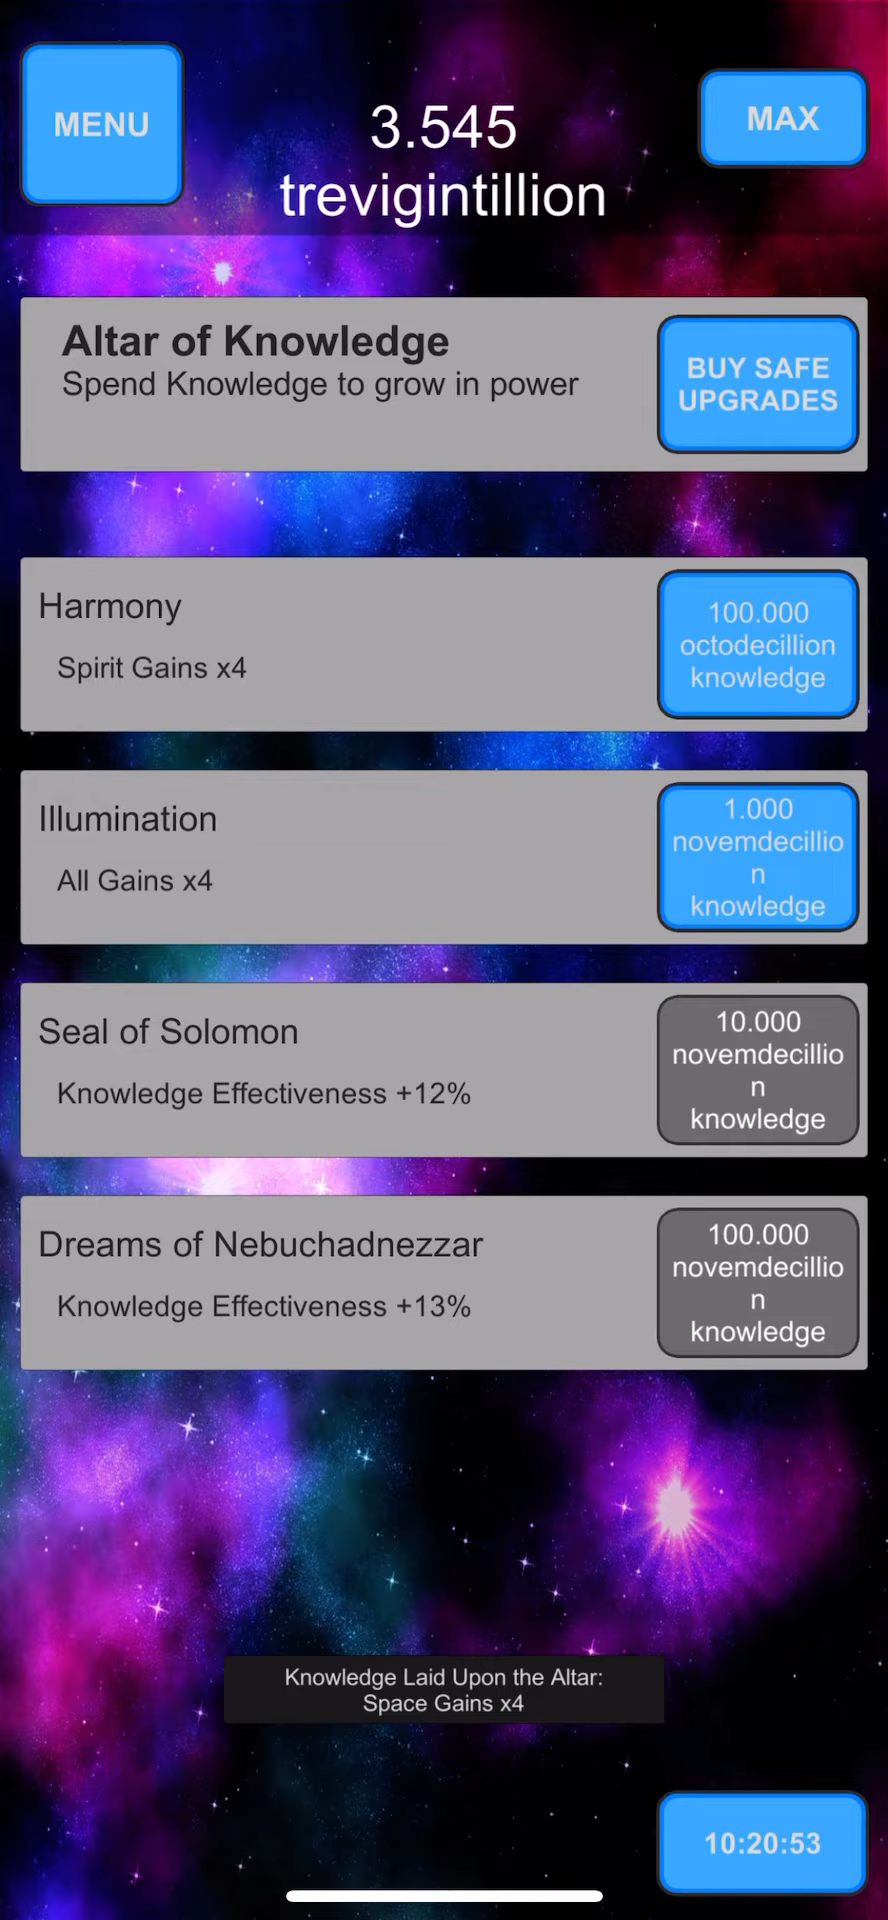 MENU
MAX
3.545
trevigintillion
Altar of Knowledge
Spend Knowledge to grow in power
BUY SAFE
UPGRADES
Harmony
Spirit Gains x4
100.000
octodecillion
knowledge
Illumination
All Gains x4
1.000
novemdecillio
n
knowledge
Seal of Solomon
Knowledge Effectiveness +12%
10.000
novemdecillio
n
knowledge
Dreams of Nebuchadnezzar
Knowledge Effectiveness +13%
100.000
novemdecillio
n
knowledge
Knowledge Laid Upon the Altar:
Space Gains x4
10:20:53